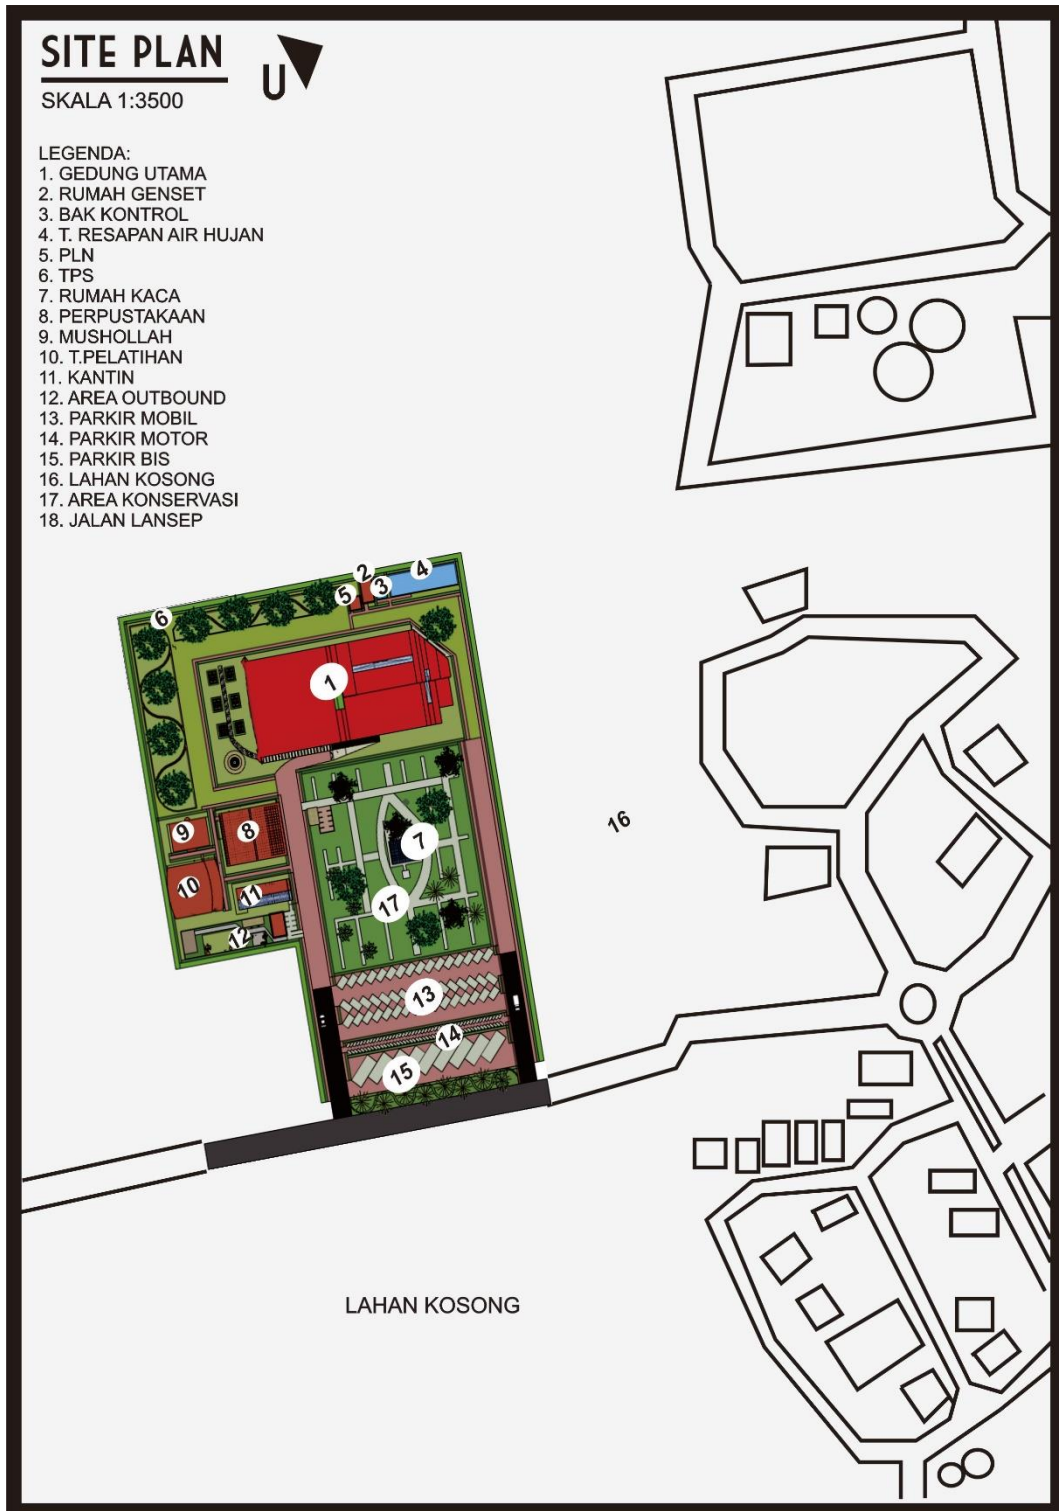 SITE PLAN
U
SKALA 1:3500
LEGENDA:
1. GEDUNG UTAMA
2. RUMAH GENSET
3. BAK KONTROL
4. T. RESAPAN AIR HUJAN
5. PLN
6. TPS
7. RUMAH KACA
8. PERPUSTAKAAN
9. MUSHOLLAH
10. T.PELATIHAN
11. KANTIN
12. AREA OUTBOUND
13. PARKIR MOBIL
14. PARKIR MOTOR
15. PARKIR BIS
16. LAHAN KOSONG
17. AREA KONSERVASI
18. JALAN LANSEP
2
4
3
5
6
1
16
9
8
7
10
11
17
12
13
14
15
LAHAN KOSONG